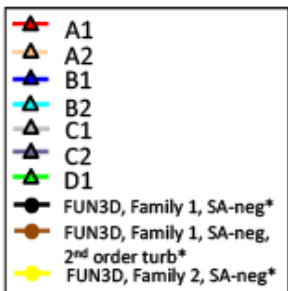 A1
A2
B1
B2
C1
C2
D1
FUN3D, Family 1, SA-neg*
FUN3D, Family 1, SA-neg,
2nd order turb*
FUN3D, Family 2, SA-neg*